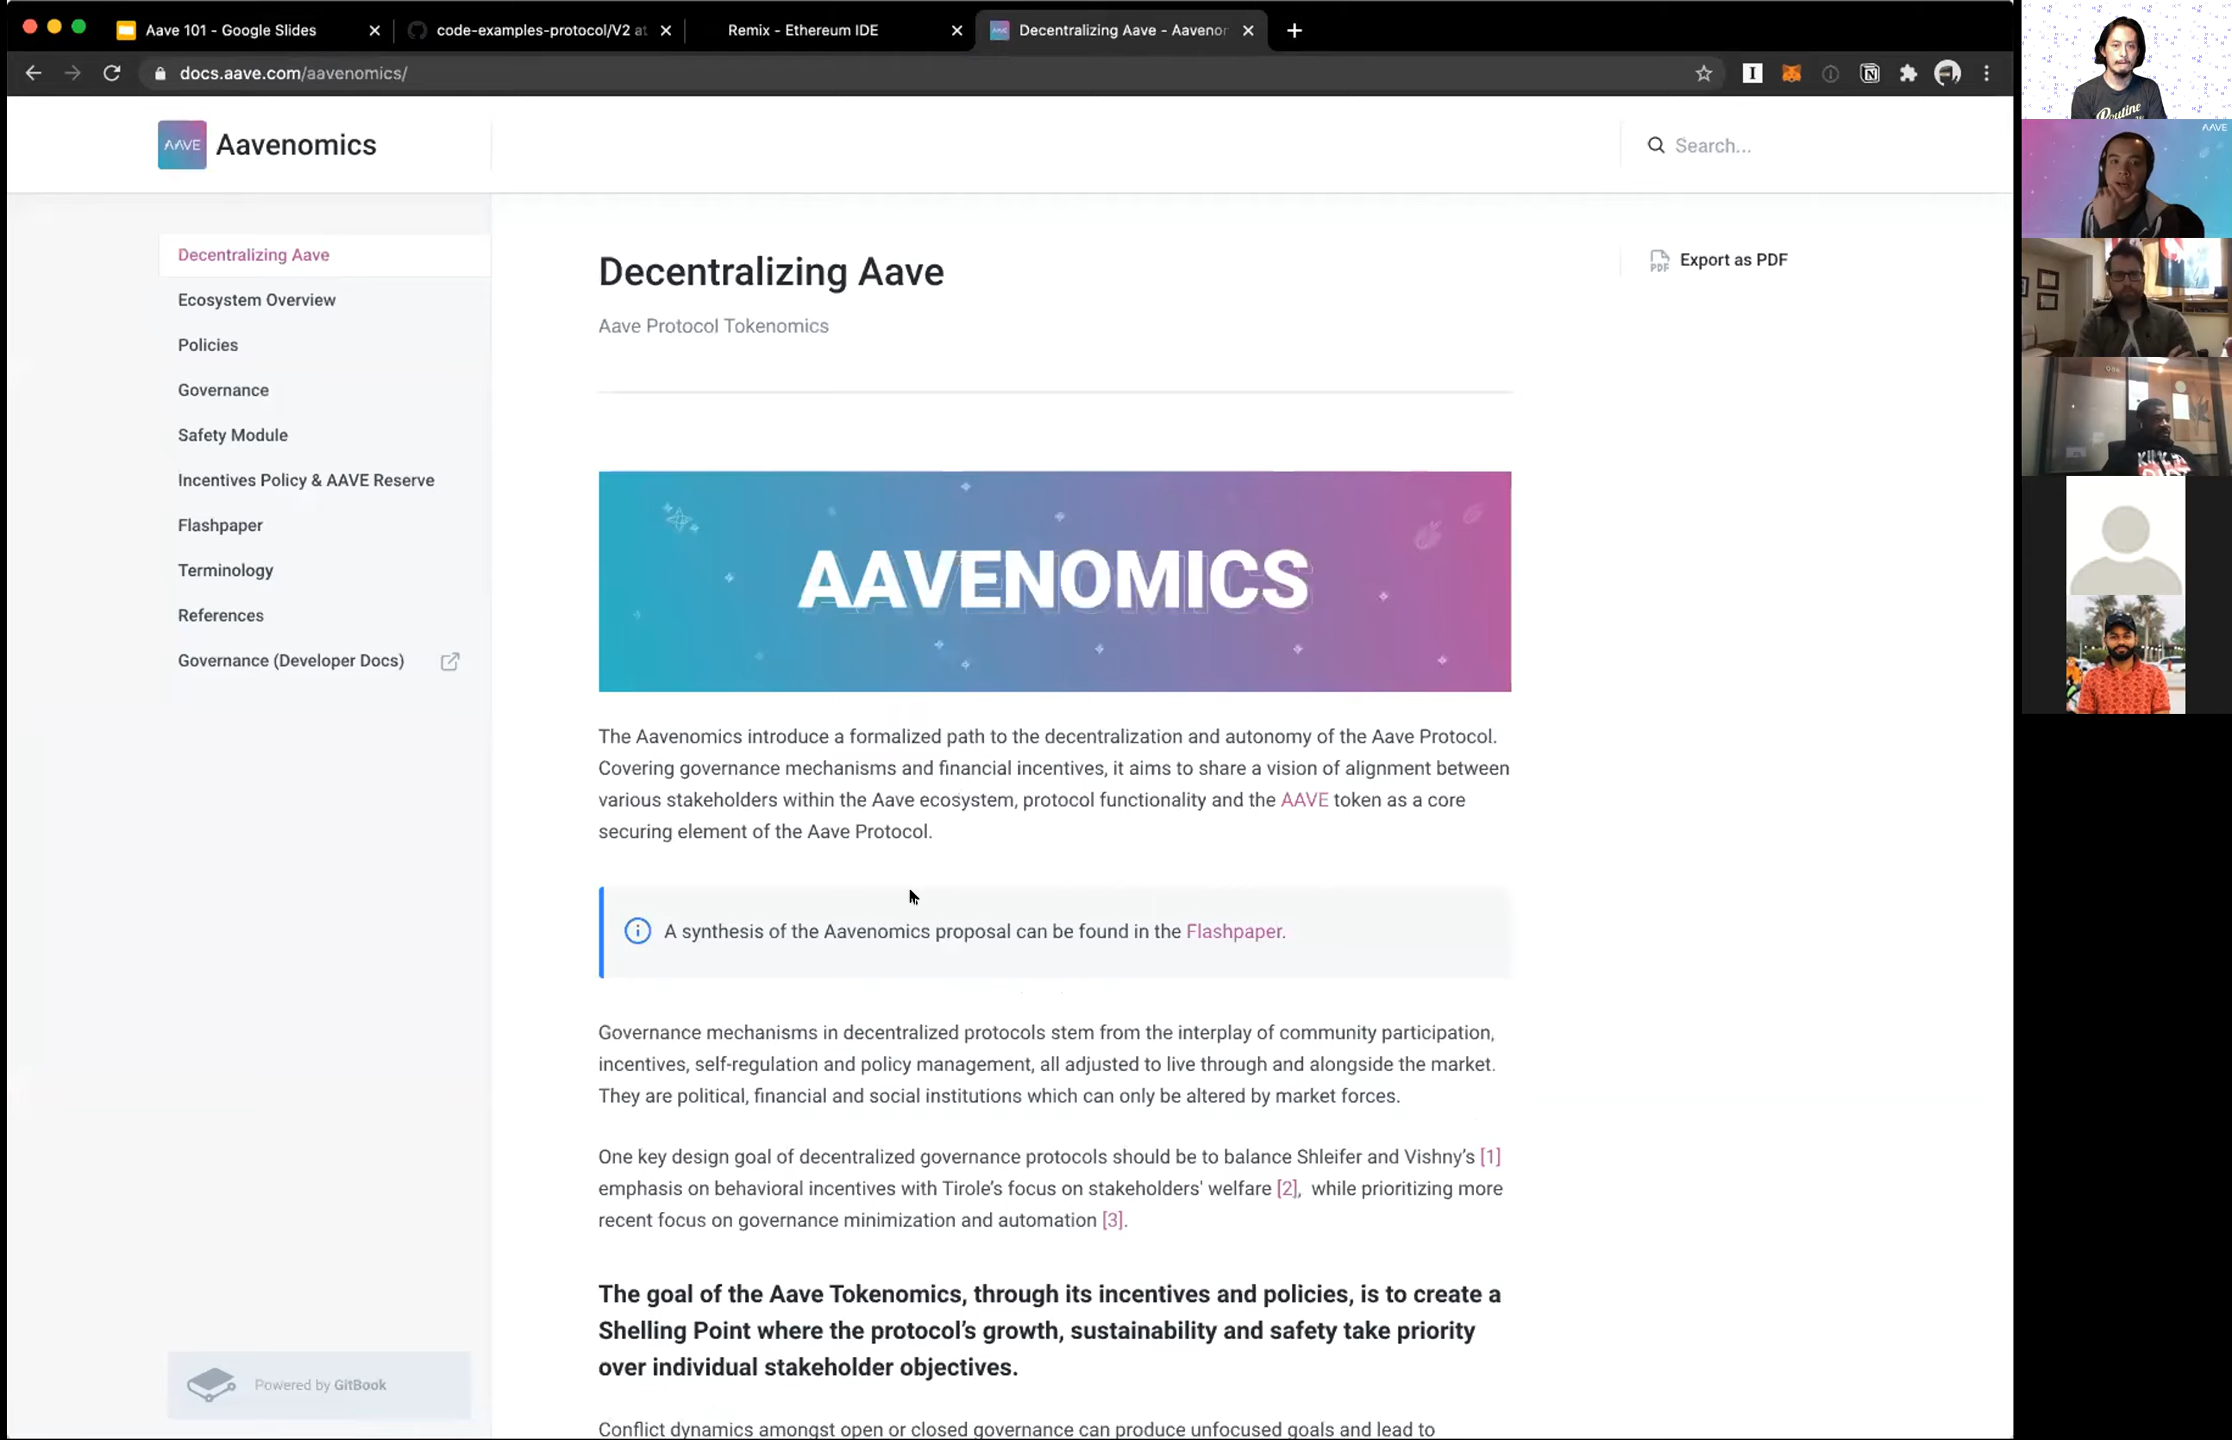 Aave 101 - Google Slides
code-examples-protocol/V2 at
Remix - Ethereum IDE
Decentralizing Aave - Aavenor
docs.aave.com/aavenomics/
AAVE
Aavenomics
Search...
Decentralizing Aave
Ecosystem Overview
Policies
Governance
Safety Module
Incentives Policy & AAVE Reserve
Flashpaper
Terminology
References
Governance (Developer Docs)
Powered by GitBook
Decentralizing Aave
Aave Protocol Tokenomics
PDF
Export as PDF
AAVENOMICS
The Aavenomics introduce a formalized path to the decentralization and autonomy of the Aave Protocol.
Covering governance mechanisms and financial incentives, it aims to share a vision of alignment between
various stakeholders within the Aave ecosystem, protocol functionality and the AAVE token as a core
securing element of the Aave Protocol.
A synthesis of the Aavenomics proposal can be found in the Flashpaper.
Governance mechanisms in decentralized protocols stem from the interplay of community participation,
incentives, self-regulation and policy management, all adjusted to live through and alongside the market.
They are political, financial and social institutions which can only be altered by market forces.
One key design goal of decentralized governance protocols should be to balance Shleifer and Vishny’s [1]
emphasis on behavioral incentives with Tirole’s focus on stakeholders' welfare [2],  while prioritizing more
recent focus on governance minimization and automation [3].
The goal of the Aave Tokenomics, through its incentives and policies, is to create a
Shelling Point where the protocol’s growth, sustainability and safety take priority
over individual stakeholder objectives.
Conflict dynamics amongst open or closed governance can produce unfocused goals and lead to
Poutine
AAVE